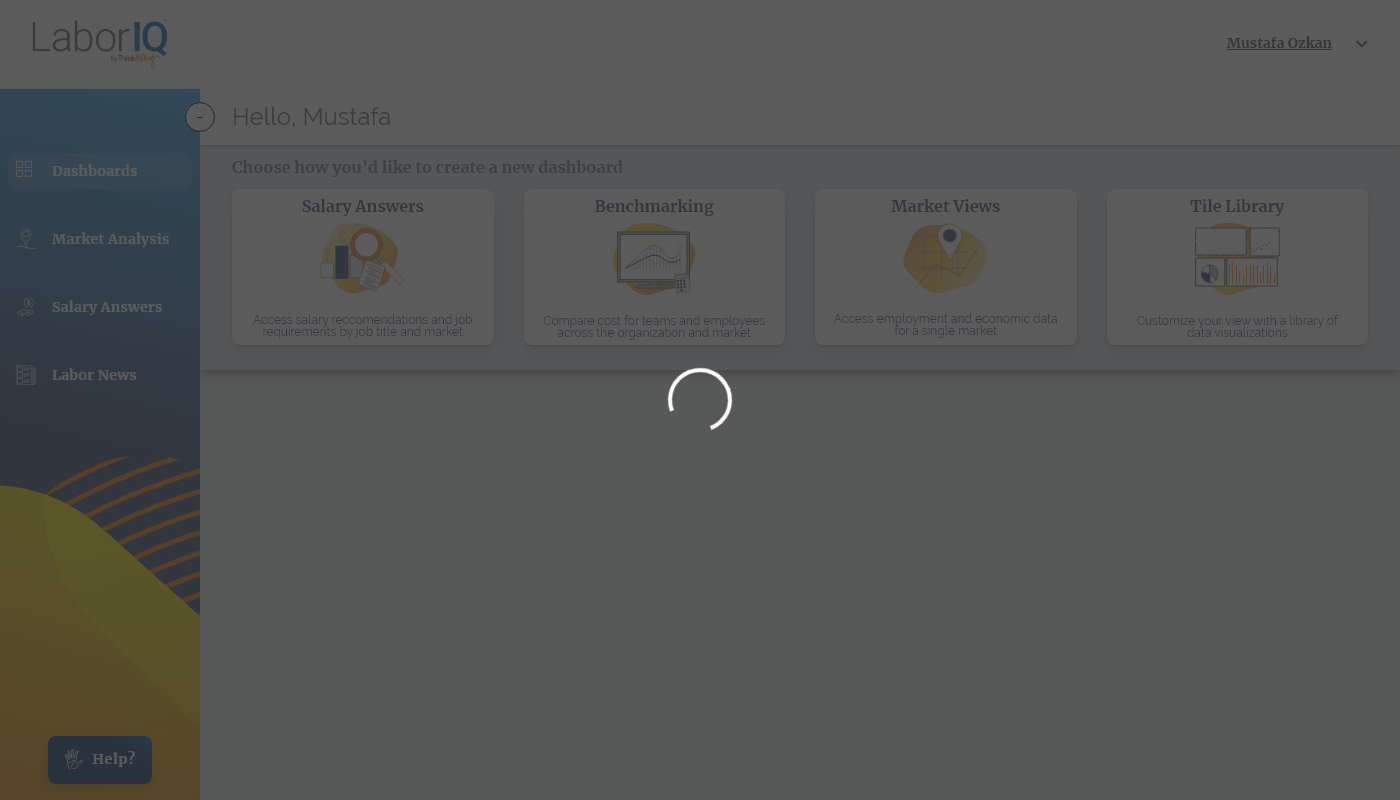 LaborIQ
by ThinkWhy
Mustafa Ozkan
-
Hello, Mustafa
Dashboards
Market Analysis
Salary Answers
Labor News
Help?
Choose how you'd like to create a new dashboard
Salary Answers
Access salary reccomendations and job
requirements by job title and market
Benchmarking
Compare cost for teams and employees
across the organization and market
Market Views
Access employment and economic data
for a single market
Tile Library
Customize your view with a library of
data visualizations